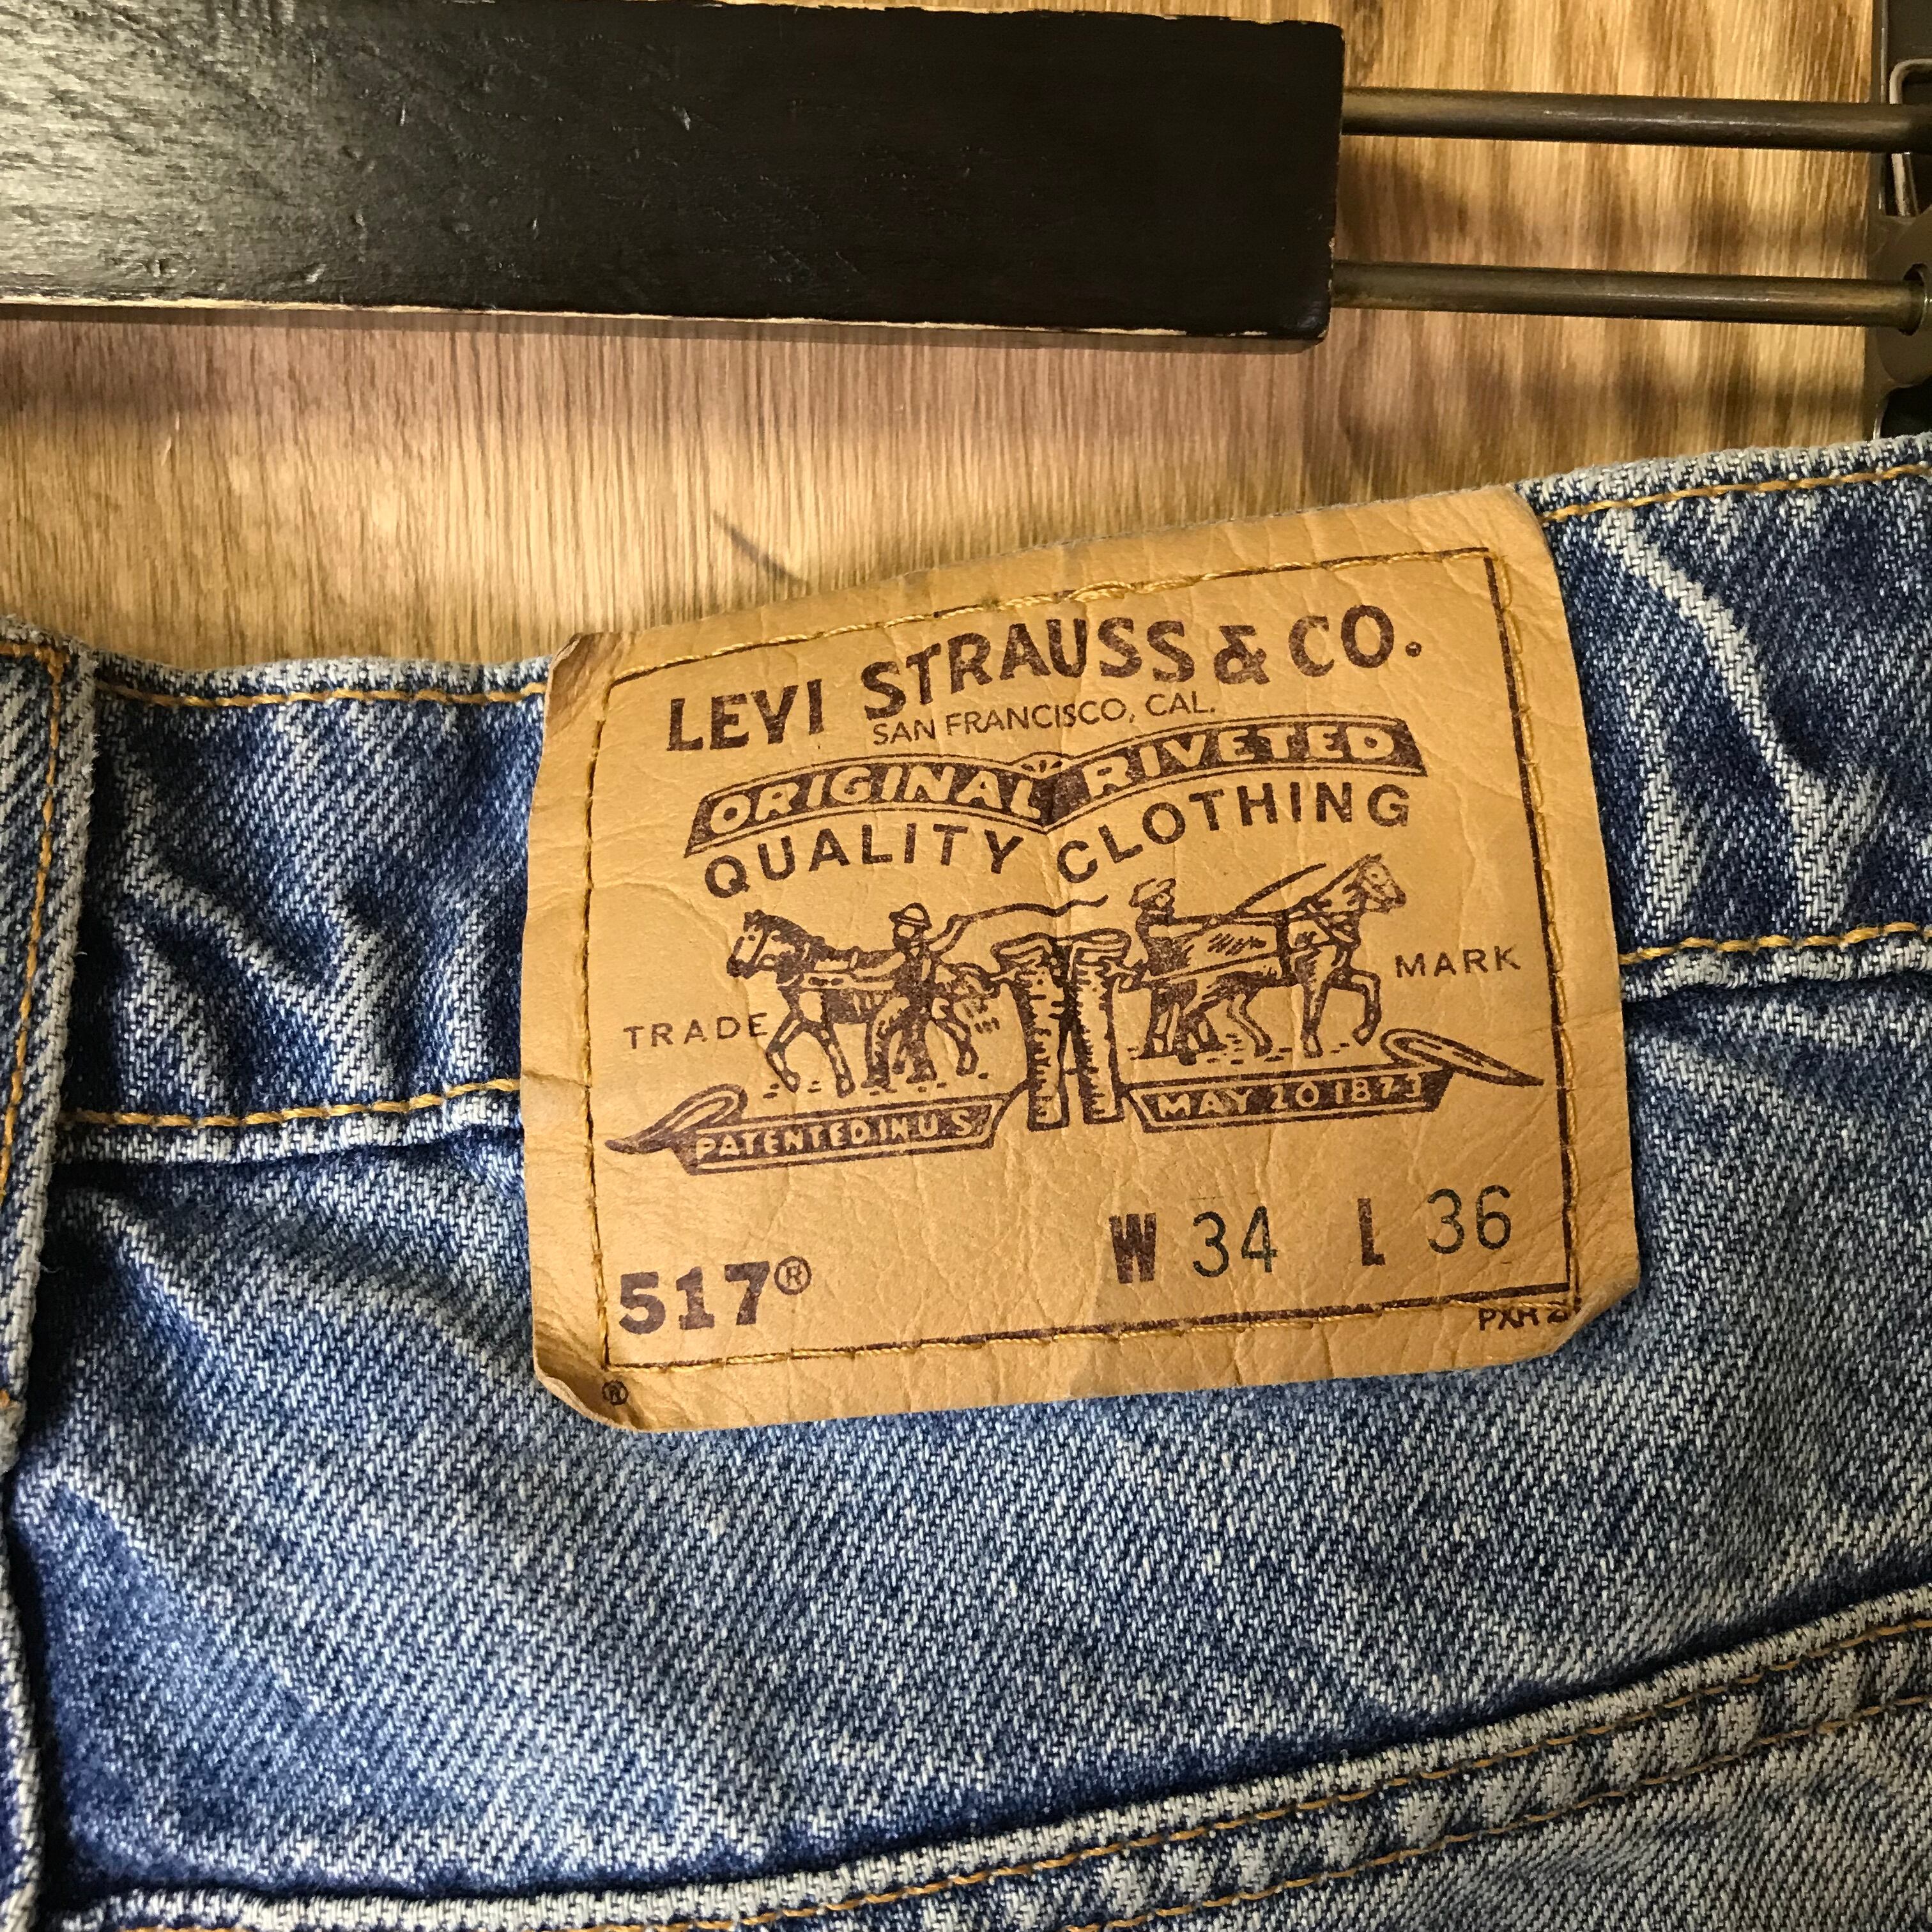 LEVI STRAUSS & CO.
SAN FRANCISCO, CAL.
ORIGINAL RIVETED
QUALITY CLOTHING
TRADE MARK
PATENTED IN U.S. MAY 20 1873
517® W 34 L 36
®